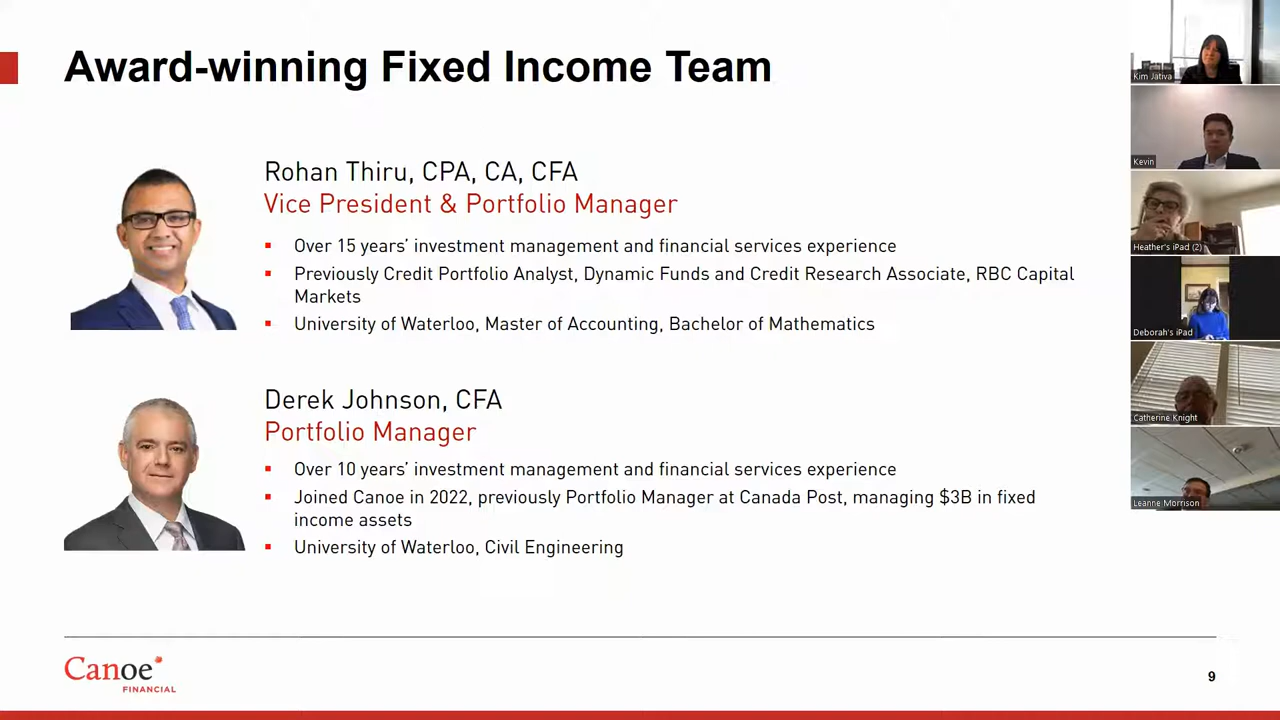 Award-winning Fixed Income Team
Rohan Thiru, CPA, CA, CFA
Vice President & Portfolio Manager
Over 15 years’ investment management and financial services experience
Previously Credit Portfolio Analyst, Dynamic Funds and Credit Research Associate, RBC Capital
Markets
University of Waterloo, Master of Accounting, Bachelor of Mathematics
Derek Johnson, CFA
Portfolio Manager
Over 10 years’ investment management and financial services experience
Joined Canoe in 2022, previously Portfolio Manager at Canada Post, managing $3B in fixed
income assets
University of Waterloo, Civil Engineering
Canoe
FINANCIAL
9
Kim Jativa
Kevin
Heather's iPad (2)
Deborah's iPad
Catherine Knight
Leanne Morrison